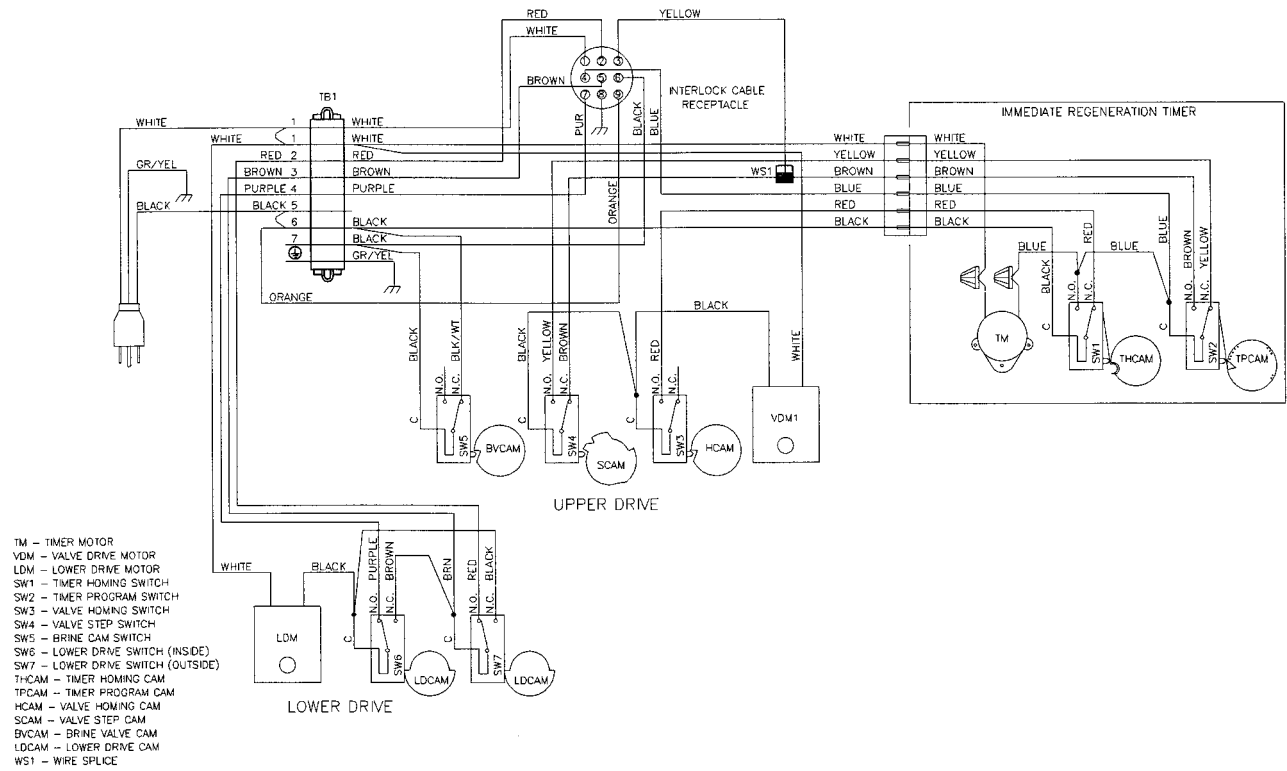 RED
YELLOW
WHITE
1 2 3
4 5 6
7 8 9
BROWN
INTERLOCK CABLE
RECEPTACLE
PUR
BLACK
BLUE
ORANGE
TB1
WHITE 1 WHITE
WHITE 1 WHITE
RED 2 RED
BROWN 3 BROWN
PURPLE 4 PURPLE
BLACK 5
6 BLACK
7 BLACK
GR/YEL
GR/YEL
ORANGE
WS1
IMMEDIATE REGENERATION TIMER
WHITE WHITE
YELLOW YELLOW
BROWN BROWN
BLUE BLUE
RED RED
BLACK BLACK
BLUE
BLACK
N.O.
RED
N.C.
BLUE
BLUE
BROWN
N.O.
YELLOW
N.C.
TM
C
SW1
THCAM
C
SW2
TPCAM
BLACK
BLK/WT
N.O.
N.C.
C
SW5
BVCAM
BLACK
YELLOW
BROWN
N.O.
N.C.
C
SW4
SCAM
RED
N.O.
N.C.
C
SW3
HCAM
BLACK
WHITE
VDM1
UPPER DRIVE
WHITE
BLACK
LDM
PURPLE
BROWN
N.O.
N.C.
C
SW6
LDCAM
BRN
RED
BLACK
N.O.
N.C.
C
SW7
LDCAM
LOWER DRIVE
TM – TIMER MOTOR
VDM – VALVE DRIVE MOTOR
LDM – LOWER DRIVE MOTOR
SW1 – TIMER HOMING SWITCH
SW2 – TIMER PROGRAM SWITCH
SW3 – VALVE HOMING SWITCH
SW4 – VALVE STEP SWITCH
SW5 – BRINE CAM SWITCH
SW6 – LOWER DRIVE SWITCH (INSIDE)
SW7 – LOWER DRIVE SWITCH (OUTSIDE)
THCAM – TIMER HOMING CAM
TPCAM – TIMER PROGRAM CAM
HCAM – VALVE HOMING CAM
SCAM – VALVE STEP CAM
BVCAM – BRINE VALVE CAM
LDCAM – LOWER DRIVE CAM
WS1 – WIRE SPLICE